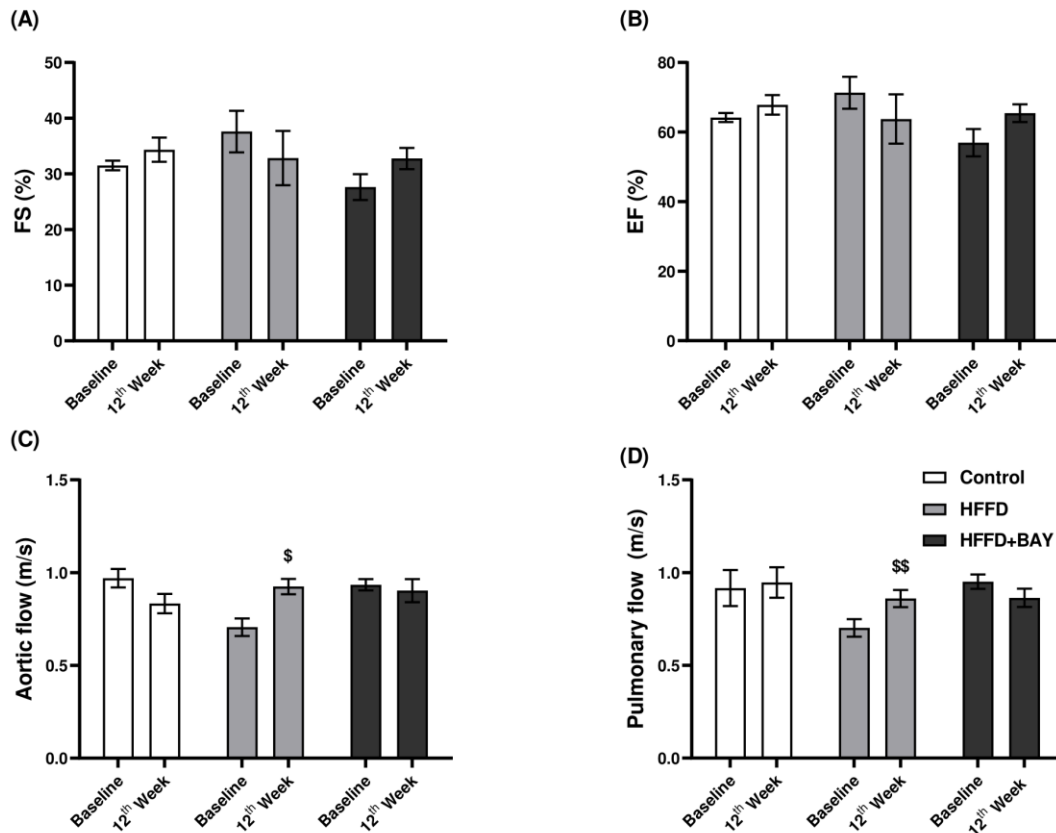 (A)
FS (%)
50
40
30
20
10
0
Baseline
12th Week
Baseline
12th Week
Baseline
12th Week
(B)
EF (%)
80
60
40
20
0
Baseline
12th Week
Baseline
12th Week
Baseline
12th Week
(C)
Aortic flow (m/s)
1.5
1.0
0.5
0.0
$
Baseline
12th Week
Baseline
12th Week
Baseline
12th Week
(D)
Pulmonary flow (m/s)
1.5
1.0
0.5
0.0
$$
Control
HFFD
HFFD+BAY
Baseline
12th Week
Baseline
12th Week
Baseline
12th Week